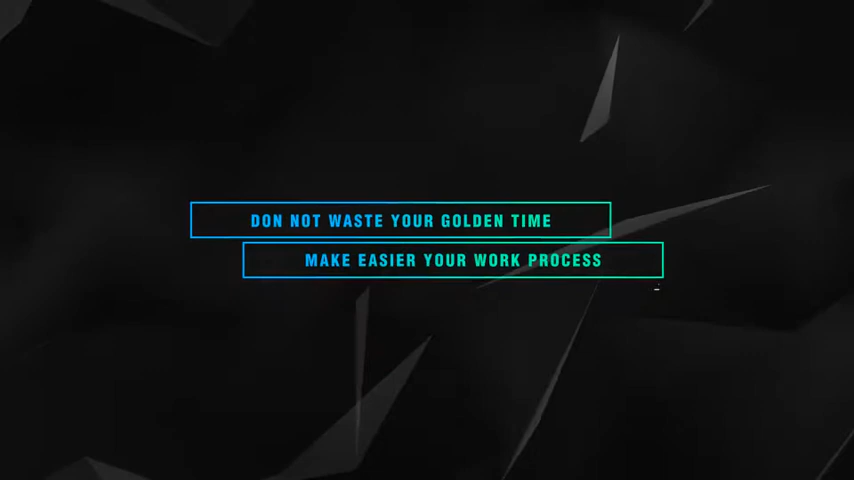 DON NOT WASTE YOUR GOLDEN TIME
MAKE EASIER YOUR WORK PROCESS